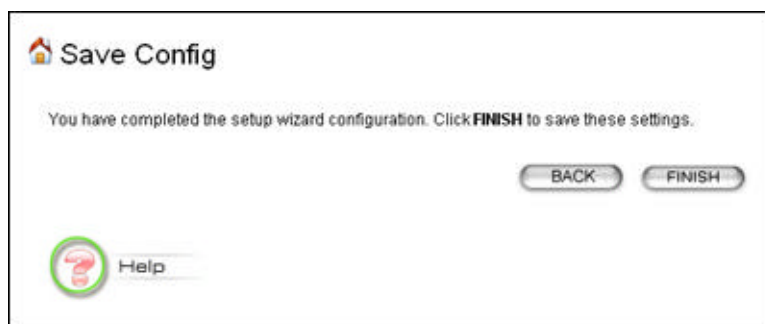 Save Config
You have completed the setup wizard configuration. Click FINISH to save these settings.
BACK FINISH
Help